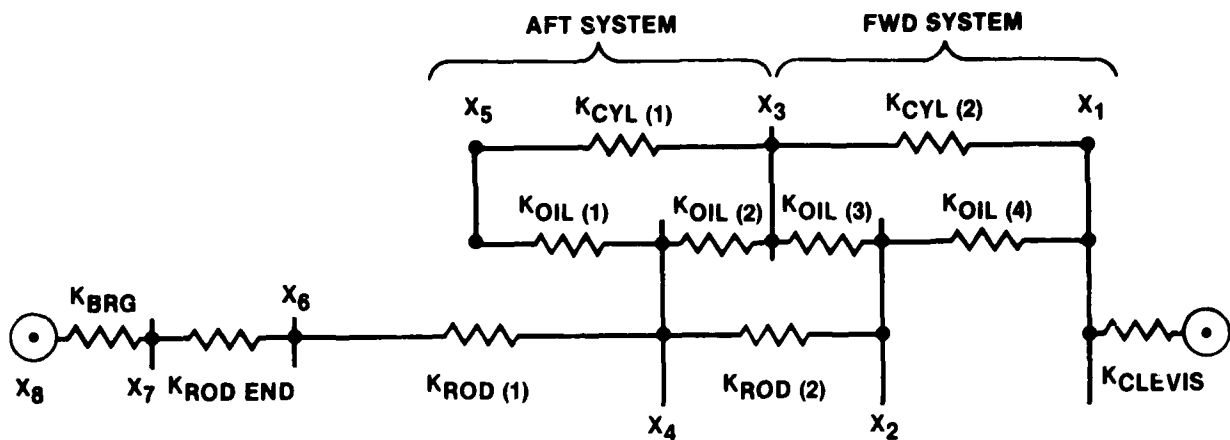 AFT SYSTEM FWD SYSTEM
X5 KCYL (1) X3 KCYL (2) X1
KOIL (1) KOIL (2) KOIL (3) KOIL (4)
KBRG X6
X8 X7 KROD END KROD (1) KROD (2) KCLEVIS
X4 X2